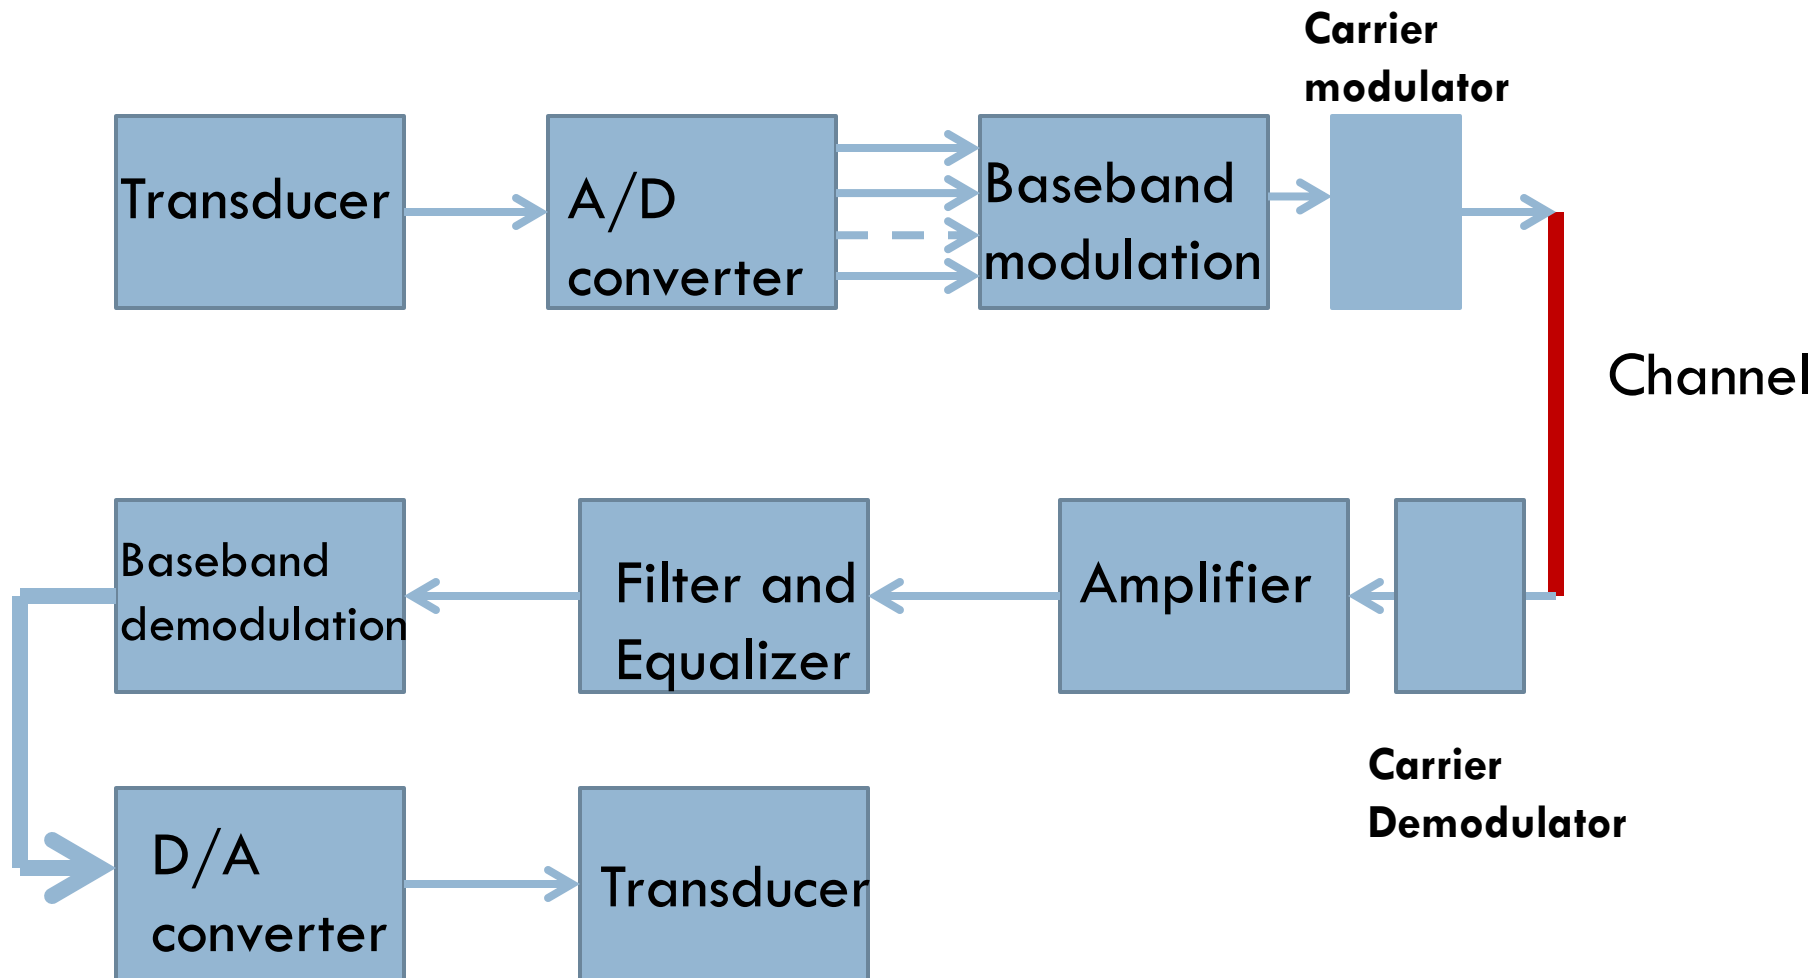 Carrier
modulator
Transducer
A/D
converter
Baseband
modulation
Channel
Baseband
demodulation
Filter and
Equalizer
Amplifier
Carrier
Demodulator
D/A
converter
Transducer